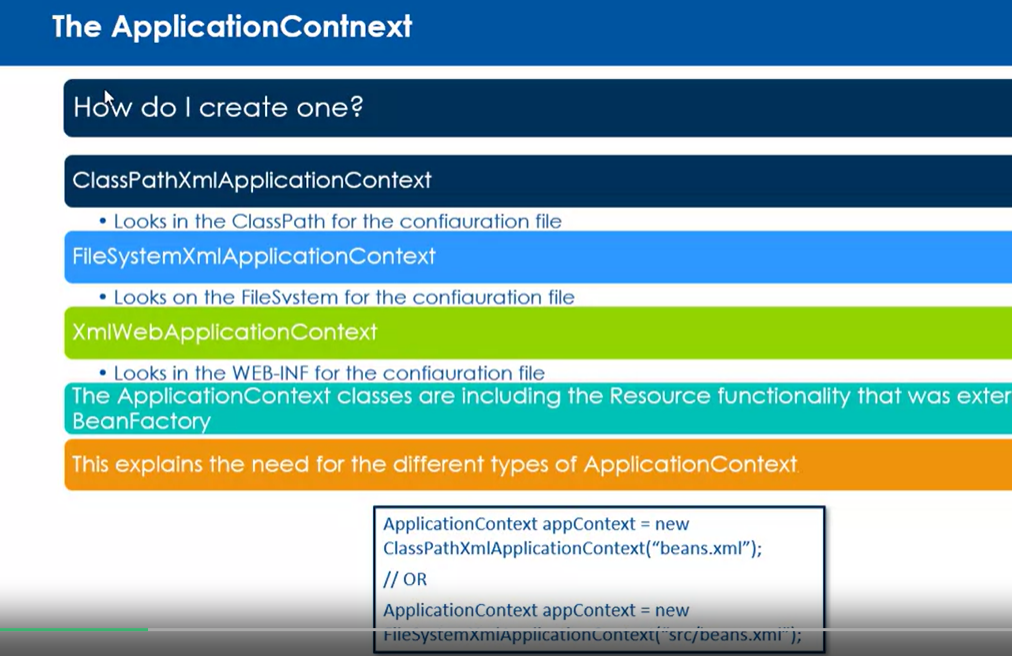 The ApplicationContnext
How do I create one?
ClassPathXmlApplicationContext
• Looks in the ClassPath for the configuration file
FileSystemXmlApplicationContext
• Looks on the FileSystem for the configuration file
XmlWebApplicationContext
• Looks in the WEB-INF for the configuration file
The ApplicationContext classes are including the Resource functionality that was
BeanFactory
This explains the need for the different types of ApplicationContext
ApplicationContext appContext = new
ClassPathXmlApplicationContext(“beans.xml”);
// OR
ApplicationContext appContext = new
FileSystemXmlApplicationContext(“src/beans.xml”);